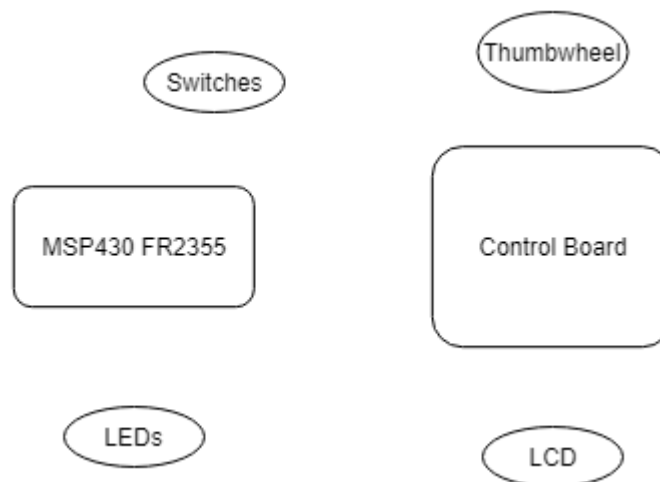 Thumbwheel
Switches
MSP430 FR2355
Control Board
LEDs
LCD